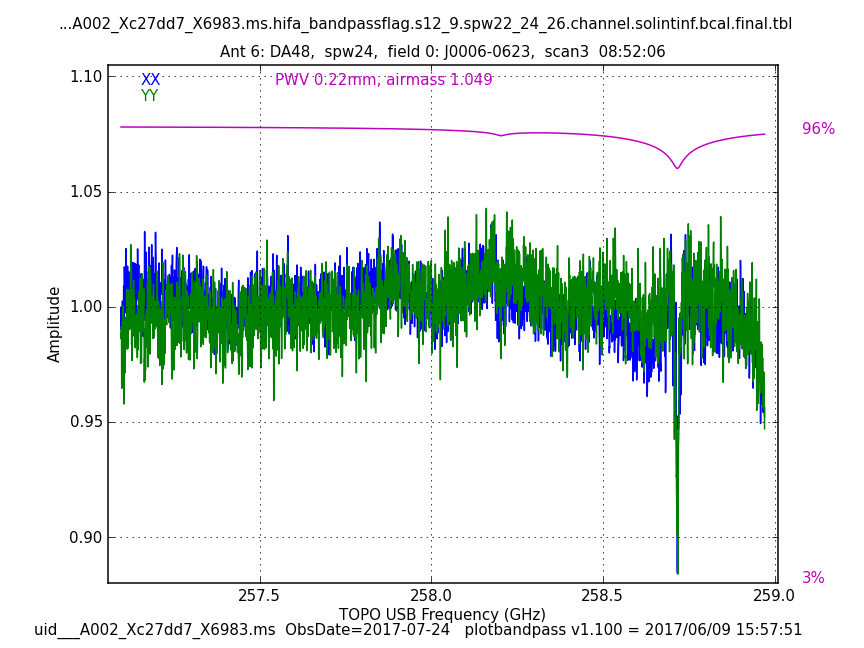 ...A002_Xc27dd7_X6983.ms.hifa_bandpassflag.s12_9.spw22_24_26.channel.solintinf.bcal.final.tbl
Ant 6: DA48, spw24, field 0: J0006-0623, scan3 08:52:06
XX
YY
PWV 0.22mm, airmass 1.049
96%
3%
1.10
1.05
1.00
0.95
0.90
Amplitude
257.5
258.0
258.5
259.0
TOPO USB Frequency (GHz)
uid___A002_Xc27dd7_X6983.ms ObsDate=2017-07-24 plotbandpass v1.100 = 2017/06/09 15:57:51